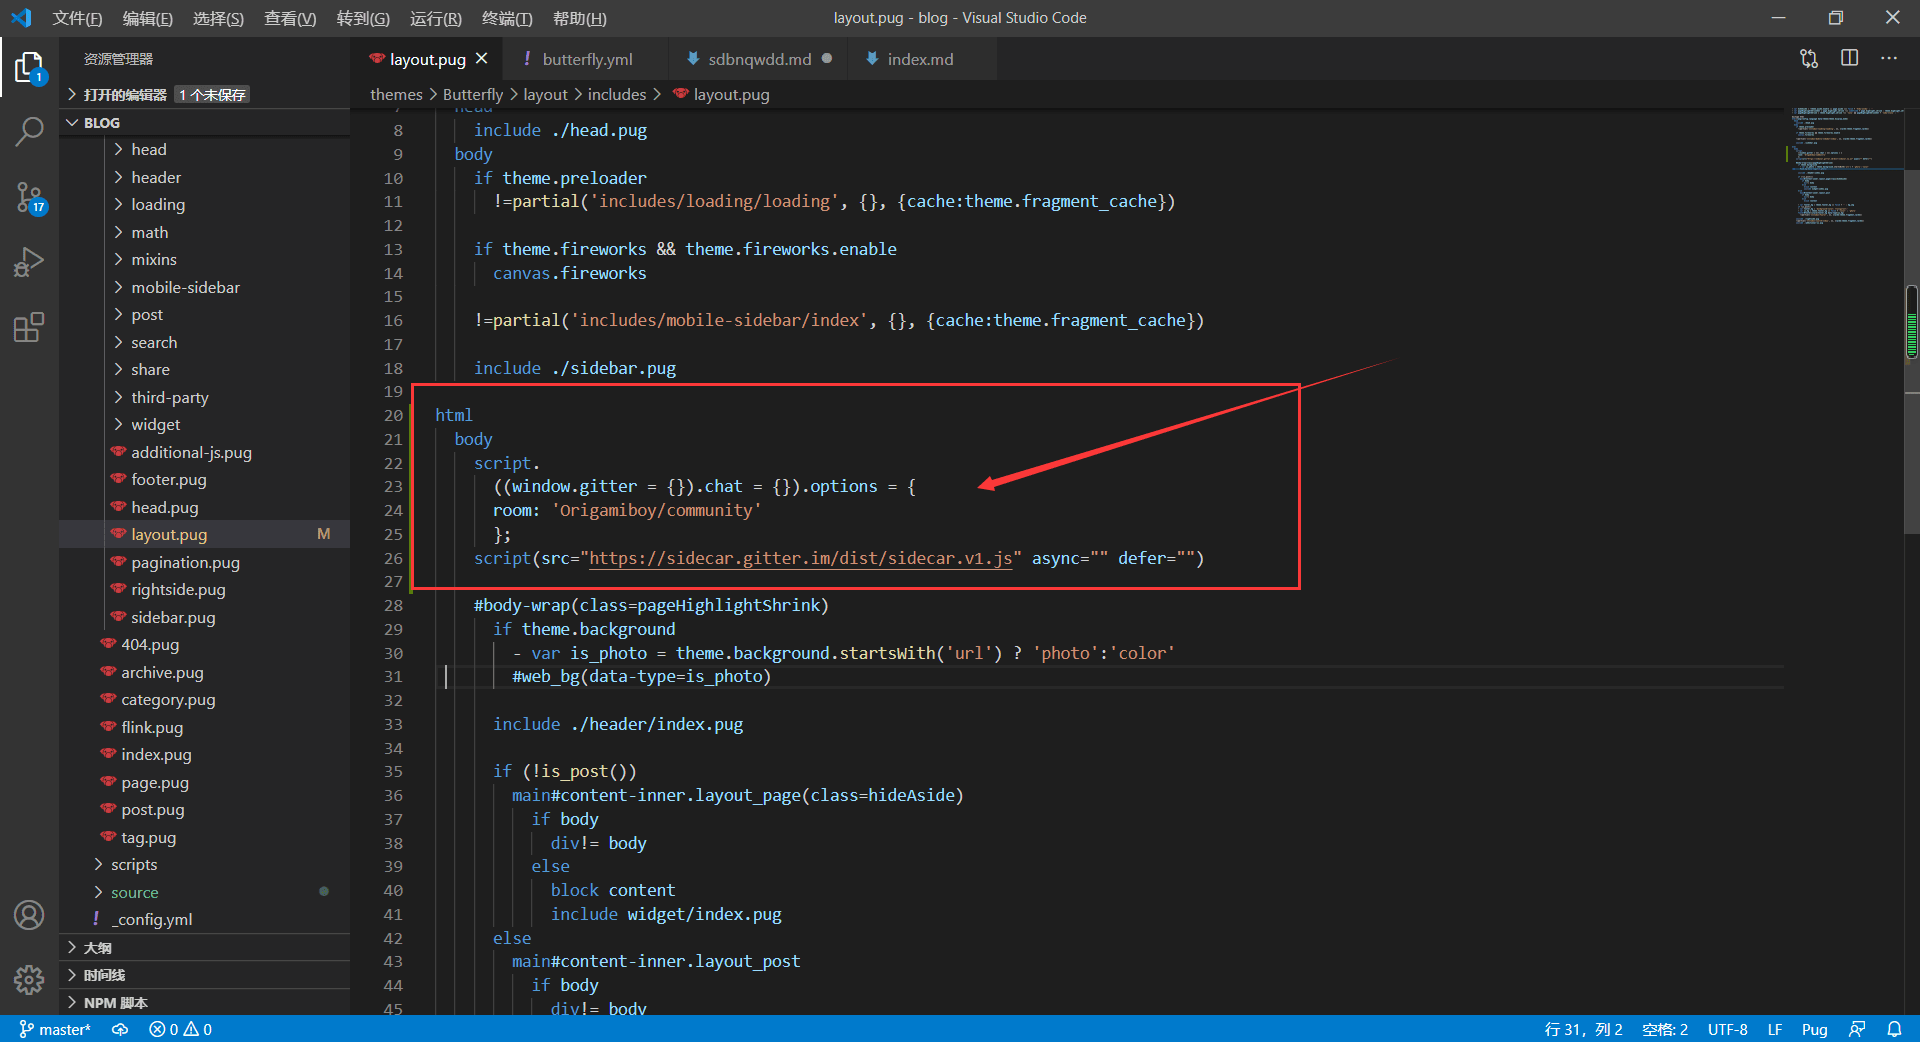 文件(F) 编辑(E) 选择(S) 查看(V) 转到(G) 运行(R) 终端(T) 帮助(H)
layout.pug - blog - Visual Studio Code
资源管理器
打开的编辑器 1 个未保存
BLOG
head
header
loading
math
mixins
mobile-sidebar
post
search
share
third-party
widget
additional-js.pug
footer.pug
head.pug
layout.pug M
pagination.pug
rightside.pug
sidebar.pug
404.pug
archive.pug
category.pug
flink.pug
index.pug
page.pug
post.pug
tag.pug
scripts
source
! _config.yml
大纲
时间线
NPM 脚本
1
17
layout.pug
! butterfly.yml
sdbnqwdd.md
index.md
themes > Butterfly > layout > includes > layout.pug
7 head
8 include ./head.pug
9 body
10 if theme.preloader
11 !=partial('includes/loading/loading', {}, {cache:theme.fragment_cache})
12
13 if theme.fireworks && theme.fireworks.enable
14 canvas.fireworks
15
16 !=partial('includes/mobile-sidebar/index', {}, {cache:theme.fragment_cache})
17
18 include ./sidebar.pug
19
20 html
21 body
22 script.
23 ((window.gitter = {}).chat = {}).options = {
24 room: 'Origamiboy/community'
25 };
26 script(src="https://sidecar.gitter.im/dist/sidecar.v1.js" async="" defer="")
27
28 #body-wrap(class=pageHighlightShrink)
29 if theme.background
30 - var is_photo = theme.background.startsWith('url') ? 'photo':'color'
31 #web_bg(data-type=is_photo)
32
33 include ./header/index.pug
34
35 if (!is_post())
36 main#content-inner.layout_page(class=hideAside)
37 if body
38 div!= body
39 else
40 block content
41 include widget/index.pug
42 else
43 main#content-inner.layout_post
44 if body
45 div!= body
master* 0 0
行 31，列 2 空格: 2 UTF-8 LF Pug